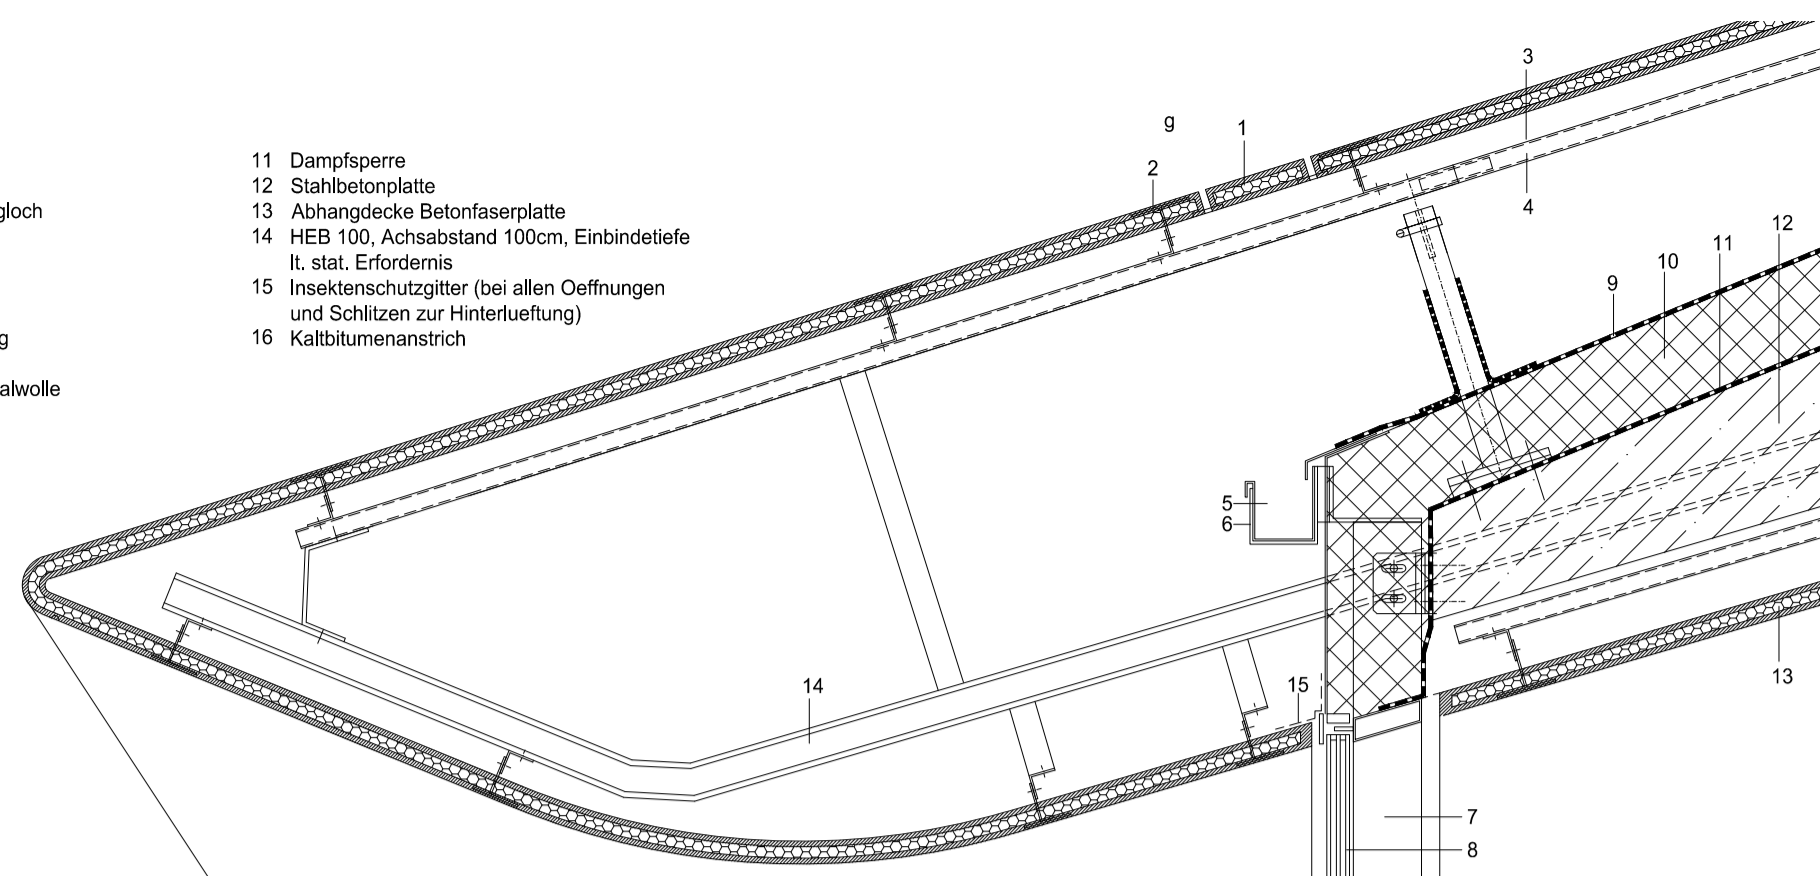 gloch
g
alwolle
11 Dampfsperre
12 Stahlbetonplatte
13 Abhangdecke Betonfaserplatte
14 HEB 100, Achsabstand 100cm, Einbindetiefe
lt. stat. Erfordernis
15 Insektenschutzgitter (bei allen Oeffnungen
und Schlitzen zur Hinterlueftung)
16 Kaltbitumenanstrich
g
1
2
3
4
5
6
7
8
9
10
11
12
13
14
15